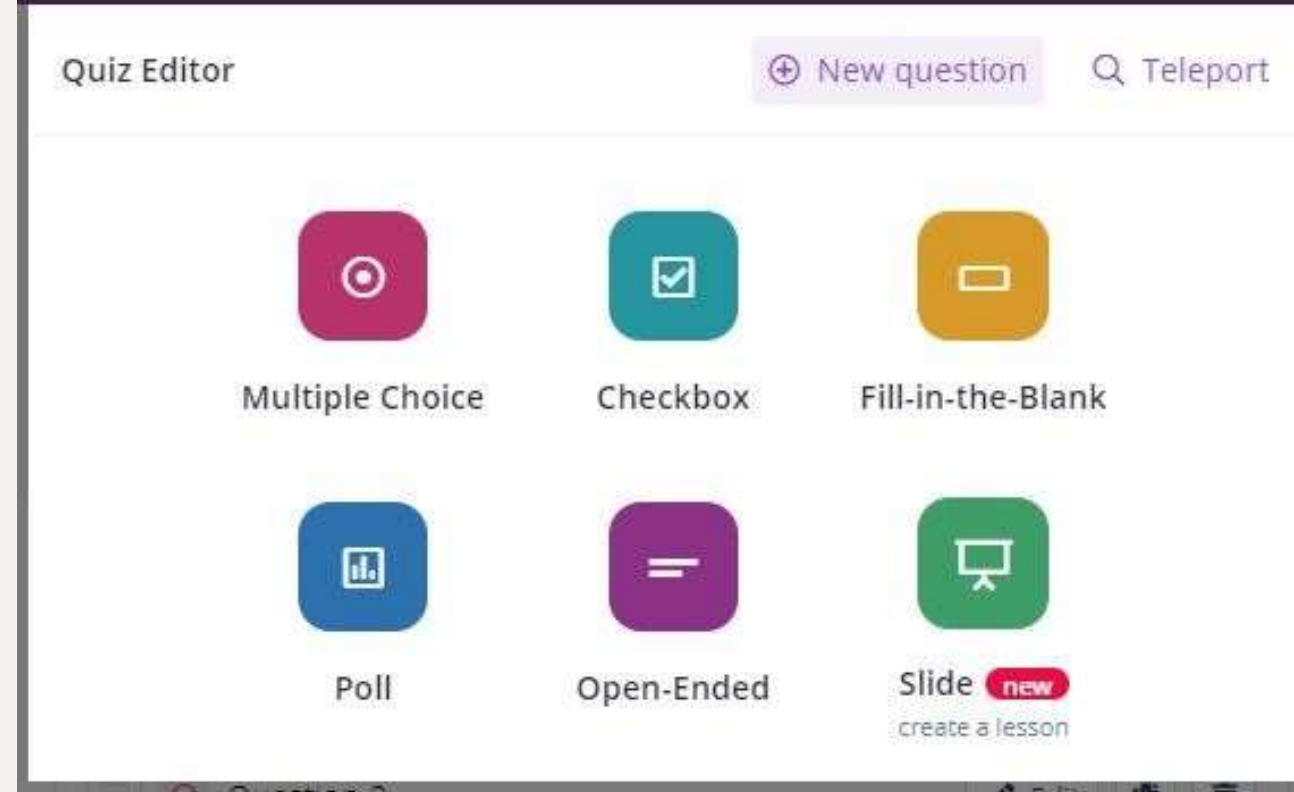 Quiz Editor New question Teleport
Multiple Choice Checkbox Fill-in-the-Blank
Poll Open-Ended Slide new
create a lesson